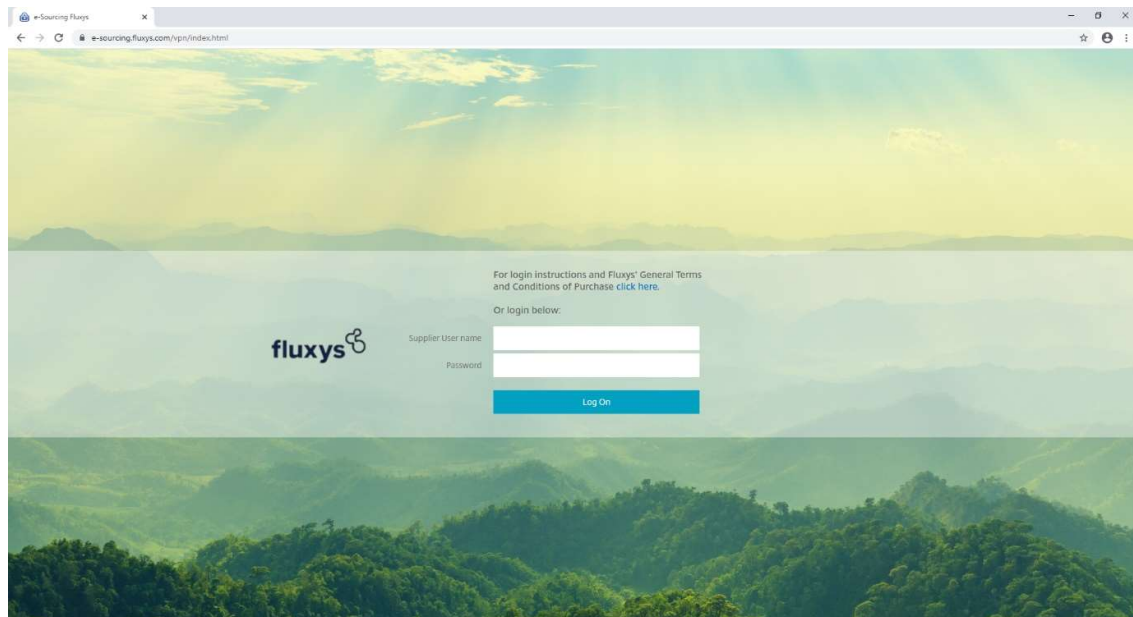 e-Sourcing Fluxys
e-sourcing.fluxys.com/vpn/index.html
For login instructions and Fluxys' General Terms
and Conditions of Purchase click here.
Or login below:
fluxys
Supplier User name
Password
Log On